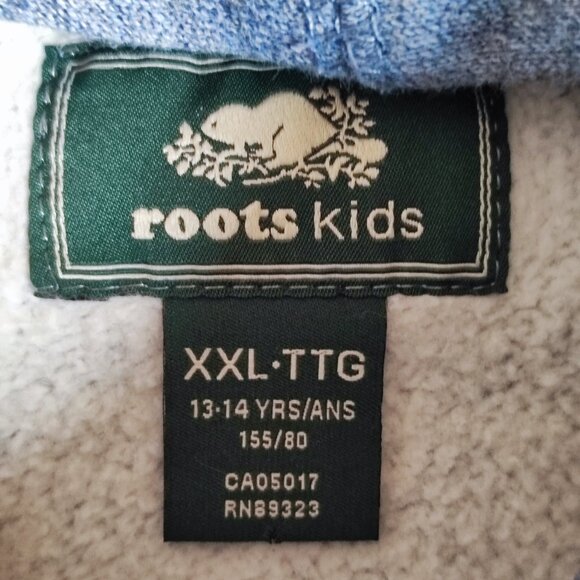 roots kids
XXL·TTG
13-14 YRS/ANS
155/80
CA05017
RN89323